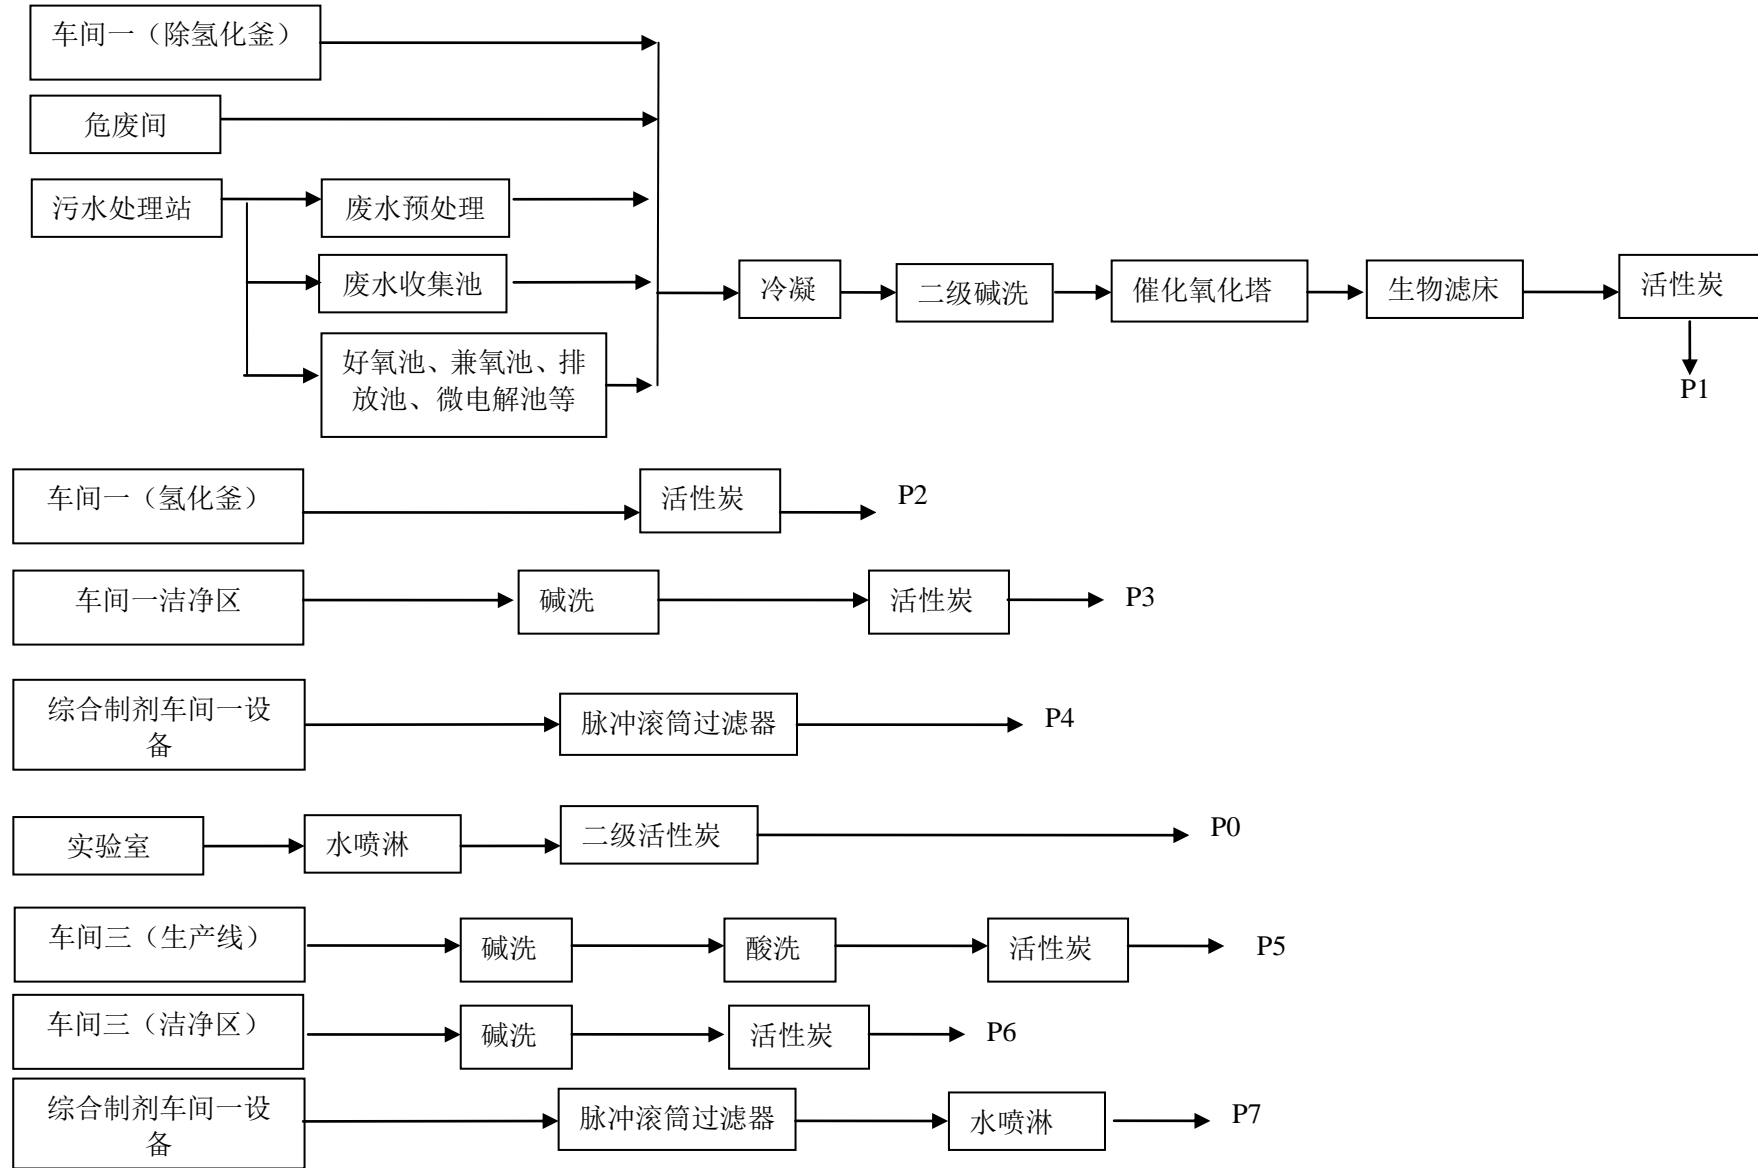 车间一（除氢化釜）
危废间
污水处理站
废水预处理
废水收集池
好氧池、兼氧池、排
放池、微电解池等
冷凝
二级碱洗
催化氧化塔
生物滤床
活性炭
P1
车间一（氢化釜）
活性炭
P2
车间一洁净区
碱洗
活性炭
P3
综合制剂车间一设
备
脉冲滚筒过滤器
P4
实验室
水喷淋
二级活性炭
P0
车间三（生产线）
碱洗
酸洗
活性炭
P5
车间三（洁净区）
碱洗
活性炭
P6
综合制剂车间一设
备
脉冲滚筒过滤器
水喷淋
P7